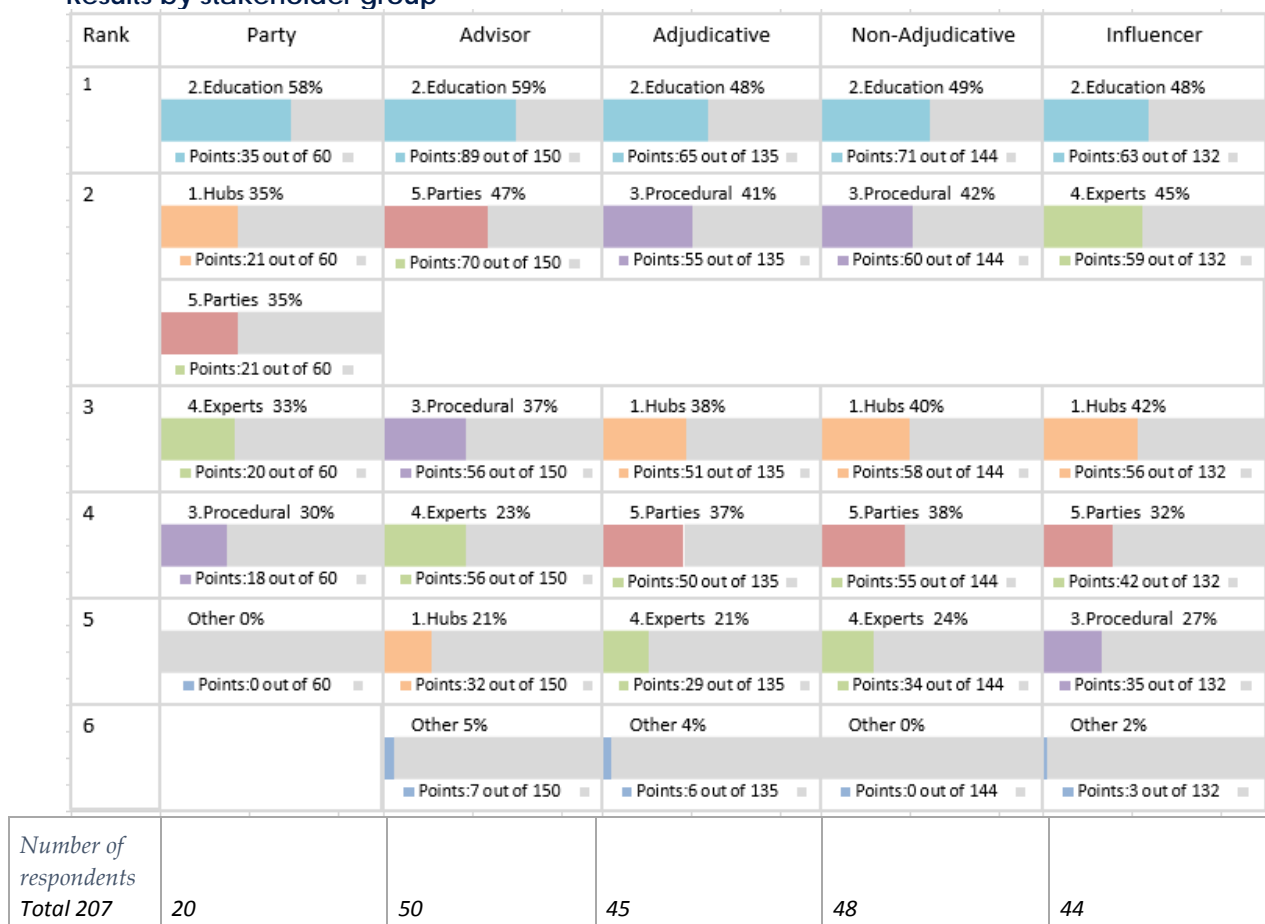 Results by stakeholder group
Rank Party Advisor Adjudicative Non-Adjudicative Influencer
1 2.Education 58% 2.Education 59% 2.Education 48% 2.Education 49% 2.Education 48%
Points:35 out of 60 Points:89 out of 150 Points:65 out of 135 Points:71 out of 144 Points:63 out of 132
2 1.Hubs 35% 5.Parties 47% 3.Procedural 41% 3.Procedural 42% 4.Experts 45%
Points:21 out of 60 Points:70 out of 150 Points:55 out of 135 Points:60 out of 144 Points:59 out of 132
5.Parties 35%
Points:21 out of 60
3 4.Experts 33% 3.Procedural 37% 1.Hubs 38% 1.Hubs 40% 1.Hubs 42%
Points:20 out of 60 Points:56 out of 150 Points:51 out of 135 Points:58 out of 144 Points:56 out of 132
4 3.Procedural 30% 4.Experts 23% 5.Parties 37% 5.Parties 38% 5.Parties 32%
Points:18 out of 60 Points:56 out of 150 Points:50 out of 135 Points:55 out of 144 Points:42 out of 132
5 Other 0% 1.Hubs 21% 4.Experts 21% 4.Experts 24% 3.Procedural 27%
Points:0 out of 60 Points:32 out of 150 Points:29 out of 135 Points:34 out of 144 Points:35 out of 132
6 Other 5% Other 4% Other 0% Other 2%
Points:7 out of 150 Points:6 out of 135 Points:0 out of 144 Points:3 out of 132
Number of
respondents
Total 207 20 50 45 48 44